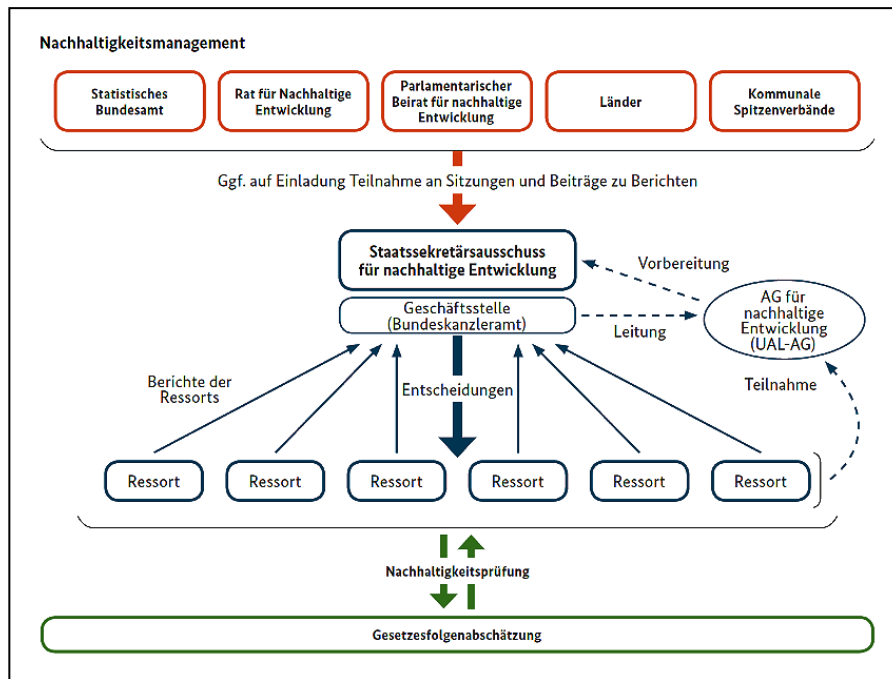 Nachhaltigkeitsmanagement
Statistisches
Bundesamt
Rat für Nachhaltige
Entwicklung
Parlamentarischer
Beirat für nachhaltige
Entwicklung
Länder
Kommunale
Spitzenverbände
Ggf. auf Einladung Teilnahme an Sitzungen und Beiträge zu Berichten
Staatssekretärsausschuss
für nachhaltige Entwicklung
Vorbereitung
Geschäftsstelle
(Bundeskanzleramt)
Leitung
AG für
nachhaltige
Entwicklung
(UAL-AG)
Berichte der
Ressorts
Entscheidungen
Teilnahme
Ressort
Ressort
Ressort
Ressort
Ressort
Ressort
Nachhaltigkeitsprüfung
Gesetzesfolgenabschätzung